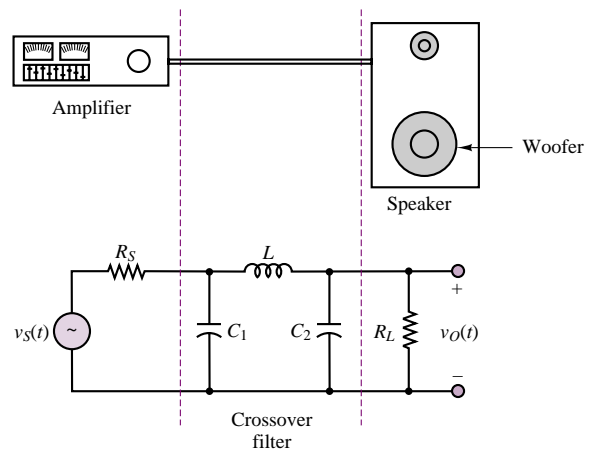 Amplifier
Woofer
Speaker
R_S
L
v_S(t)
~
C_1
C_2
R_L
+
v_O(t)
–
Crossover
filter